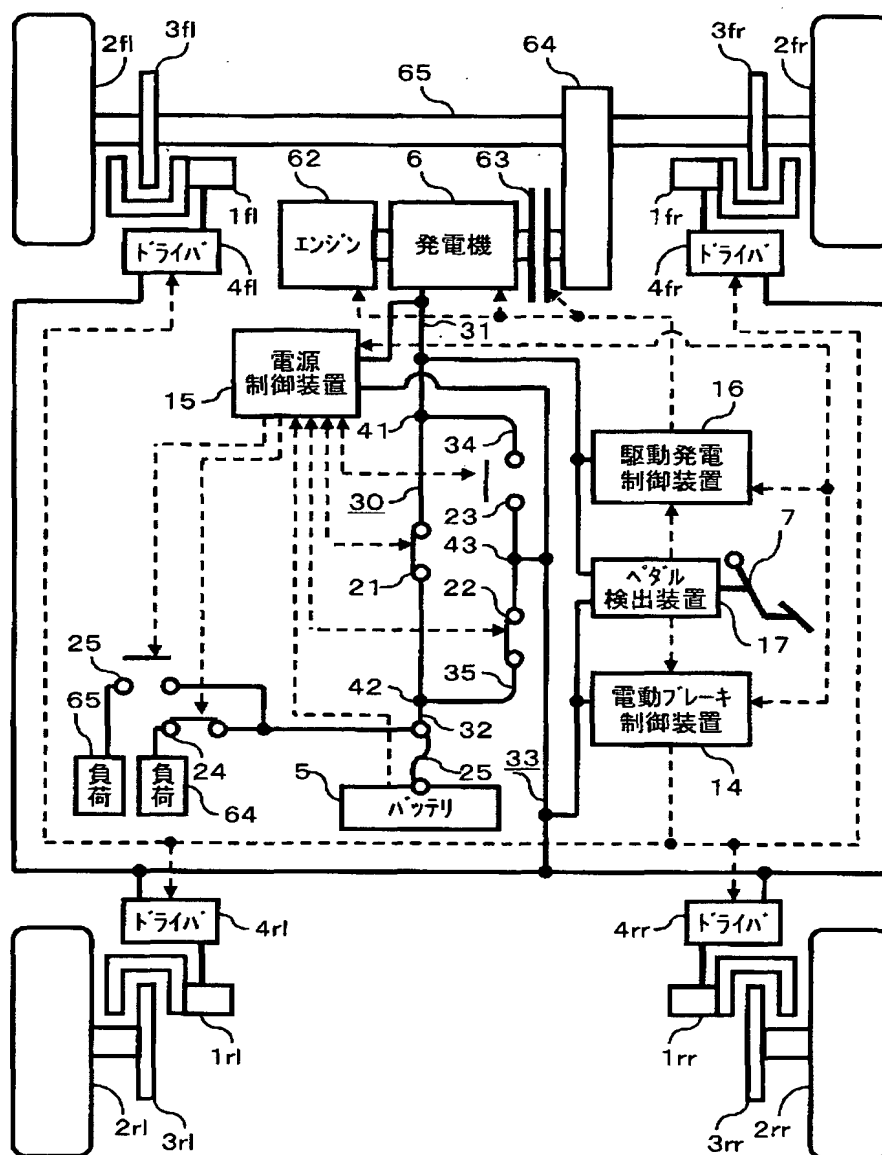 2fl
3fl
65
64
3fr
2fr
62
6
63
1fl
エンジン
発電機
1fr
ドライバ
4fl
ドライバ
4fr
31
電源
制御装置
15
41
34
16
駆動発電
制御装置
30
23
43
7
21
22
ペダル
検出装置
17
25
35
65
42
電動ブレーキ
制御装置
24
32
14
負荷
負荷
64
25
5
バッテリ
33
ドライバ
4rl
ドライバ
4rr
1rl
1rr
2rl
3rl
3rr
2rr